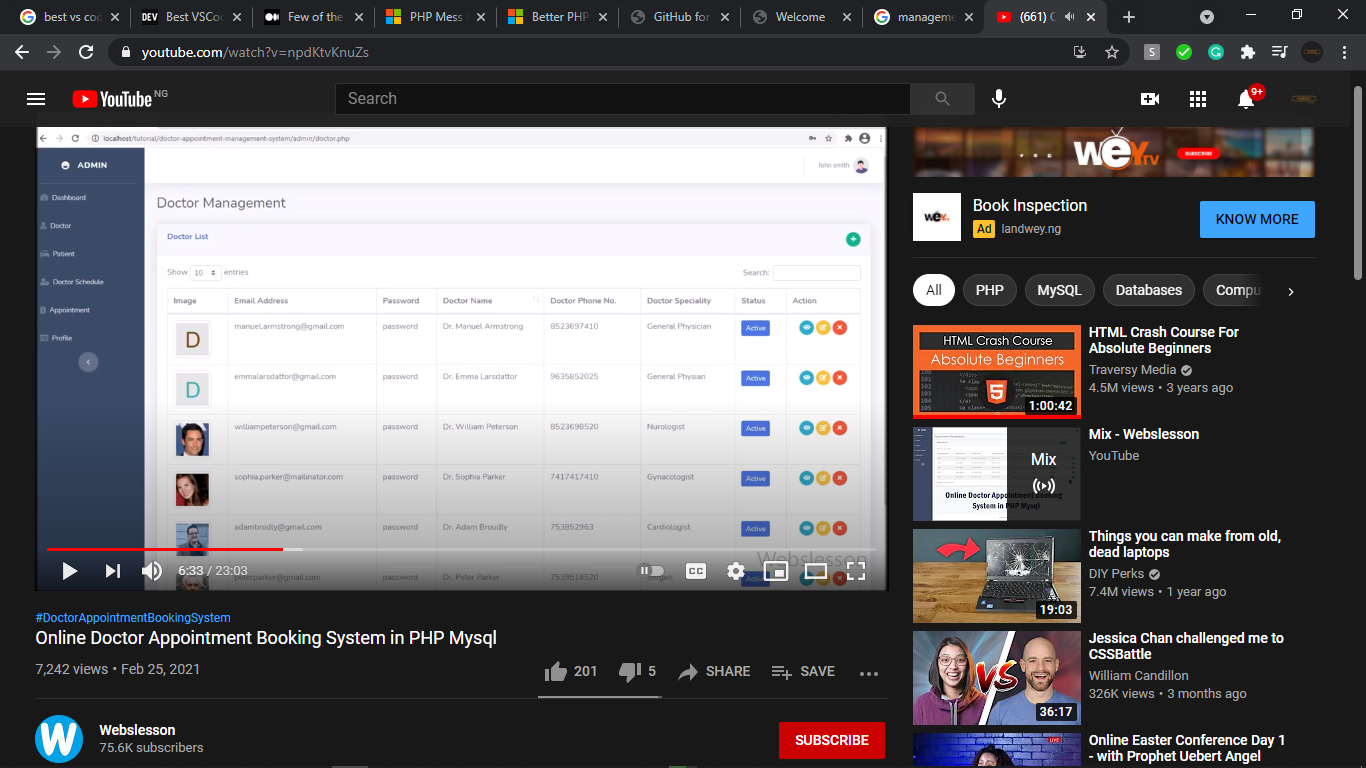 best vs coc
Best VSCo
Few of the
PHP Mess
Better PHP
GitHub for
Welcome
manageme
(661) C
youtube.com/watch?v=npdKtvKnuZs
YouTube NG
Search
9+
localhost/tutorial/doctor-appointment-management-system/admin/doctor.php
ADMIN
John smith
Dashboard
Doctor
Patient
Doctor Schedule
Appointment
Profile
Doctor Management
Doctor List
Show 10 entries
Search:
Image Email Address Password Doctor Name Doctor Phone No. Doctor Speciality Status Action
D manuel.armstrong@gmail.com password Dr. Manuel Armstrong 8523697410 General Physician Active
D emmalarsdattor@gmail.com password Dr. Emma Larsdattor 9635852025 General Physian Active
williampeterson@gmail.com password Dr. William Peterson 8523698520 Nurologist Active
sophia.parker@mailinator.com password Dr. Sophia Parker 7417417410 Gynacologist Active
adambrodly@gmail.com password Dr. Adam Broudly 753852963 Cardiologist Active
peterparker@gmail.com password Dr. Peter Parker 7539518520
Webslesson
6:33 / 23:03
CC
#DoctorAppointmentBookingSystem
Online Doctor Appointment Booking System in PHP Mysql
7,242 views • Feb 25, 2021
201 5 SHARE SAVE
W
Webslesson
75.6K subscribers
SUBSCRIBE
WEY TV
SUBSCRIBE
Book Inspection
Ad landwey.ng
KNOW MORE
All PHP MySQL Databases Compu
HTML Crash Course
Absolute Beginners
1:00:42
HTML Crash Course For
Absolute Beginners
Traversy Media
4.5M views • 3 years ago
Mix
Online Doctor Appointment Booking
System in PHP Mysql
Mix - Webslesson
YouTube
19:03
Things you can make from old,
dead laptops
DIY Perks
7.4M views • 1 year ago
VS
36:17
Jessica Chan challenged me to
CSSBattle
William Candillon
326K views • 3 months ago
LIVE
Online Easter Conference Day 1
- with Prophet Uebert Angel